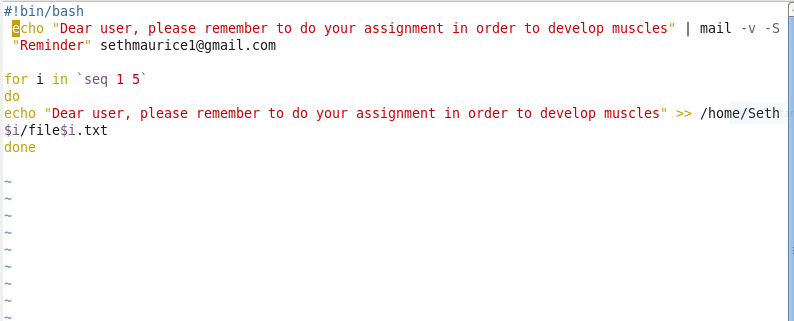 #!bin/bash
echo "Dear user, please remember to do your assignment in order to develop muscles" | mail -v -S
"Reminder" sethmaurice1@gmail.com
for i in `seq 1 5`
do
echo "Dear user, please remember to do your assignment in order to develop muscles" >> /home/Seth
$i/file$i.txt
done
~
~
~
~
~
~
~
~
~